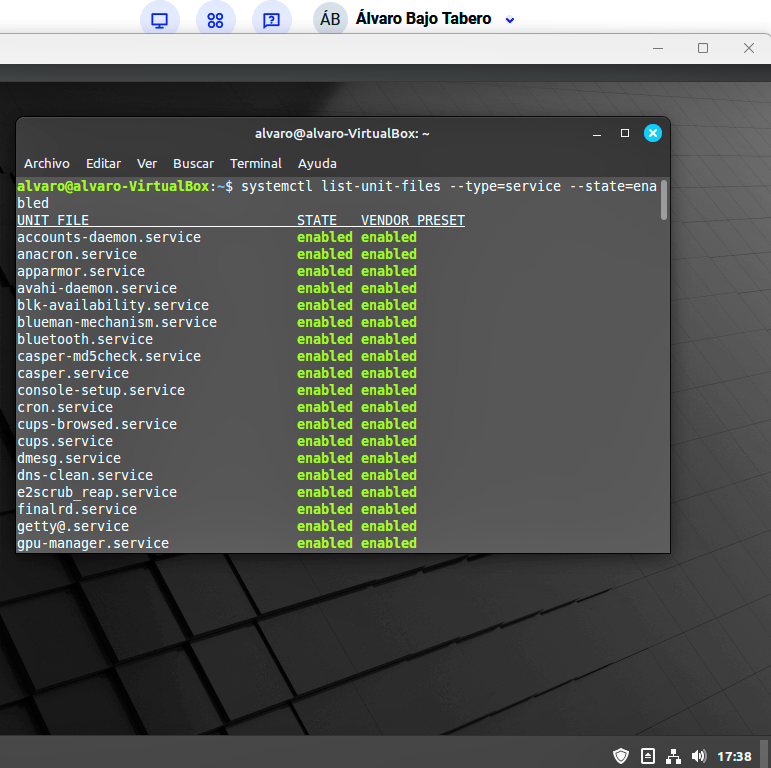 ÁB Álvaro Bajo Tabero
alvaro@alvaro-VirtualBox: ~
Archivo Editar Ver Buscar Terminal Ayuda
alvaro@alvaro-VirtualBox:~$ systemctl list-unit-files --type=service --state=ena
bled
UNIT FILE STATE VENDOR PRESET
accounts-daemon.service enabled enabled
anacron.service enabled enabled
apparmor.service enabled enabled
avahi-daemon.service enabled enabled
blk-availability.service enabled enabled
blueman-mechanism.service enabled enabled
bluetooth.service enabled enabled
casper-md5check.service enabled enabled
casper.service enabled enabled
console-setup.service enabled enabled
cron.service enabled enabled
cups-browsed.service enabled enabled
cups.service enabled enabled
dmesg.service enabled enabled
dns-clean.service enabled enabled
e2scrub_reap.service enabled enabled
finalrd.service enabled enabled
getty@.service enabled enabled
gpu-manager.service enabled enabled
17:38